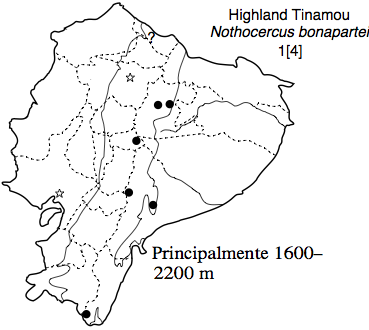 Highland Tinamou
Nothocercus bonapartei
1[4]
Principalmente 1600–
2200 m